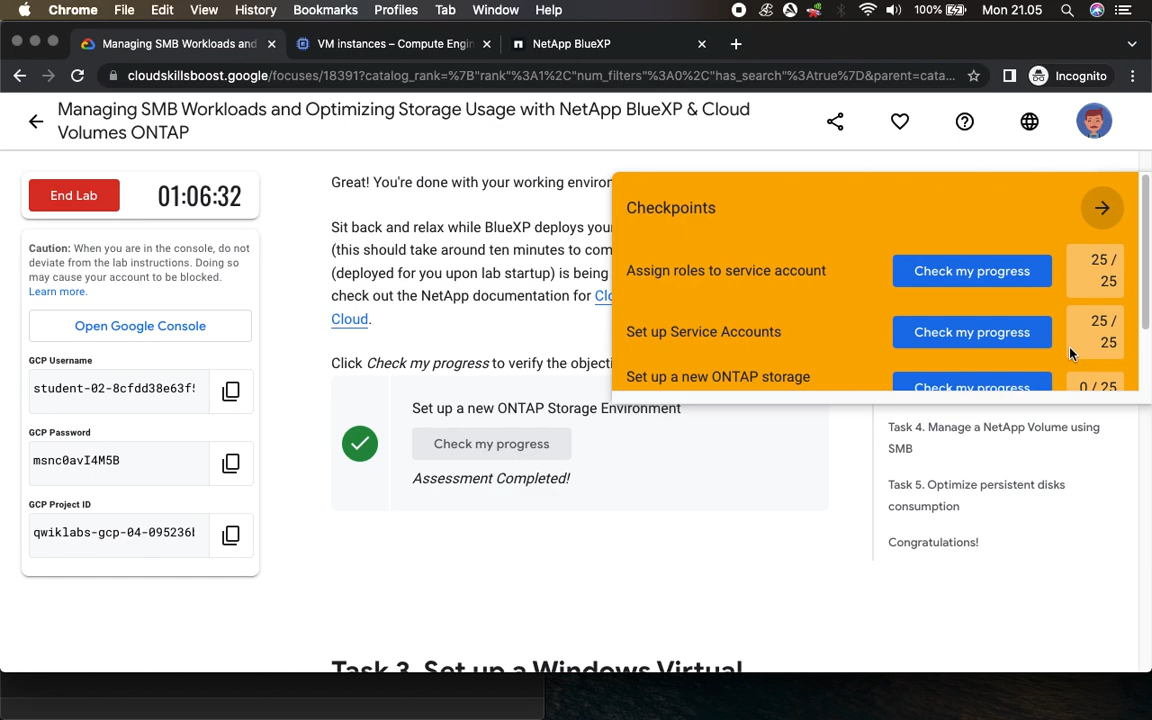 Chrome File Edit View History Bookmarks Profiles Tab Window Help 100% Mon 21.05
Managing SMB Workloads and
VM instances – Compute Engin
NetApp BlueXP
cloudskillsboost.google/focuses/18391?catalog_rank=%7B"rank"%3A1%2C"num_filters"%3A0%2C"has_search"%3Atrue%7D&parent=cata...
Incognito
Managing SMB Workloads and Optimizing Storage Usage with NetApp BlueXP & Cloud
Volumes ONTAP
End Lab
01:06:32
Caution: When you are in the console, do not
deviate from the lab instructions. Doing so
may cause your account to be blocked.
Learn more.
Open Google Console
GCP Username
student-02-8cfdd38e63f
GCP Password
msnc0avI4M5B
GCP Project ID
qwiklabs-gcp-04-095236
Great! You're done with your working enviro
Sit back and relax while BlueXP deploys you
(this should take around ten minutes to com
(deployed for you upon lab startup) is being
check out the NetApp documentation for Clo
Cloud.
Click Check my progress to verify the objecti
Set up a new ONTAP Storage Environment
Check my progress
Assessment Completed!
Task 3. Set up a Windows Virtual
Checkpoints
Assign roles to service account
Check my progress
25 /
25
Set up Service Accounts
Check my progress
25 /
25
Set up a new ONTAP storage
Check my progress
0 / 25
Task 4. Manage a NetApp Volume using
SMB
Task 5. Optimize persistent disks
consumption
Congratulations!